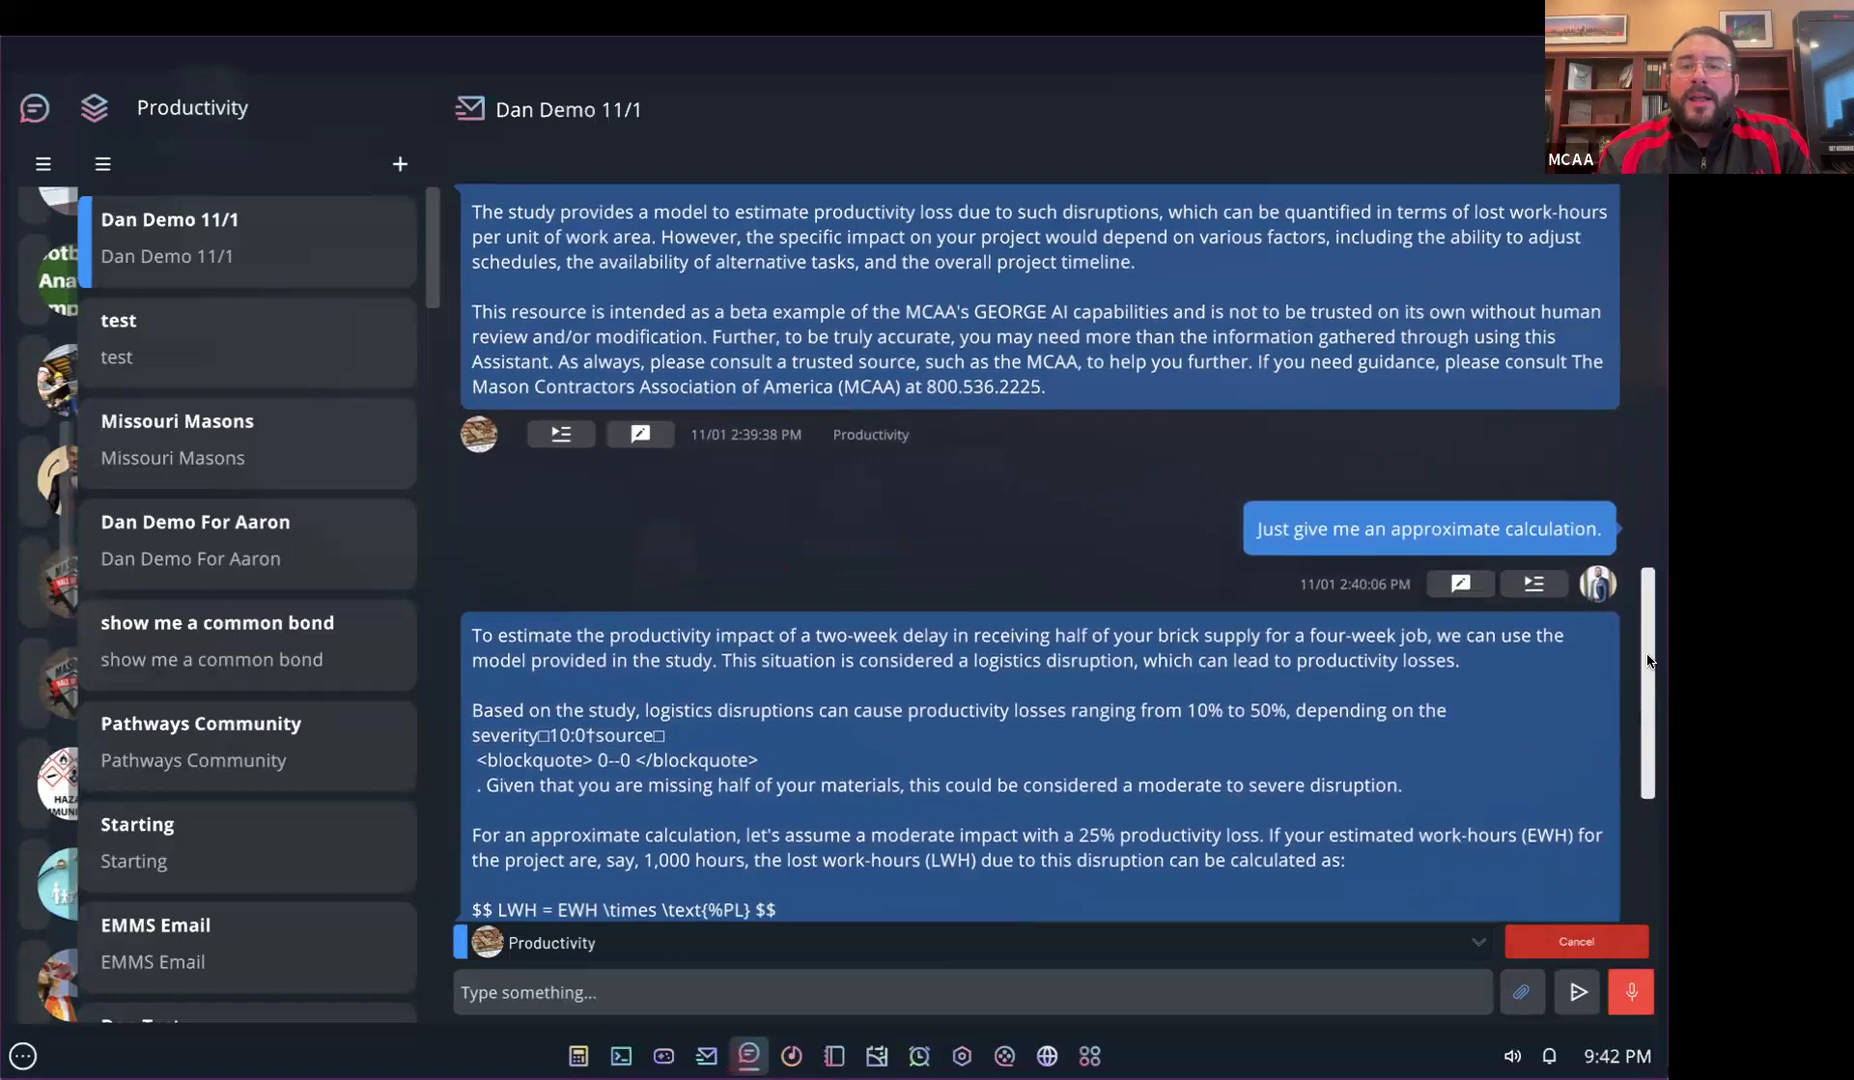 Productivity
Dan Demo 11/1
MCAA
Dan Demo 11/1
Dan Demo 11/1
test
test
Missouri Masons
Missouri Masons
Dan Demo For Aaron
Dan Demo For Aaron
show me a common bond
show me a common bond
Pathways Community
Pathways Community
Starting
Starting
EMMS Email
EMMS Email
The study provides a model to estimate productivity loss due to such disruptions, which can be quantified in terms of lost work-hours
per unit of work area. However, the specific impact on your project would depend on various factors, including the ability to adjust
schedules, the availability of alternative tasks, and the overall project timeline.
This resource is intended as a beta example of the MCAA's GEORGE AI capabilities and is not to be trusted on its own without human
review and/or modification. Further, to be truly accurate, you may need more than the information gathered through using this
Assistant. As always, please consult a trusted source, such as the MCAA, to help you further. If you need guidance, please consult The
Mason Contractors Association of America (MCAA) at 800.536.2225.
11/01 2:39:38 PM Productivity
Just give me an approximate calculation.
11/01 2:40:06 PM
To estimate the productivity impact of a two-week delay in receiving half of your brick supply for a four-week job, we can use the
model provided in the study. This situation is considered a logistics disruption, which can lead to productivity losses.
Based on the study, logistics disruptions can cause productivity losses ranging from 10% to 50%, depending on the
severity□10:0†source□
<blockquote> 0--0 </blockquote>
. Given that you are missing half of your materials, this could be considered a moderate to severe disruption.
For an approximate calculation, let's assume a moderate impact with a 25% productivity loss. If your estimated work-hours (EWH) for
the project are, say, 1,000 hours, the lost work-hours (LWH) due to this disruption can be calculated as:
$$ LWH = EWH \times \text{%PL} $$
Productivity
Cancel
Type something...
9:42 PM